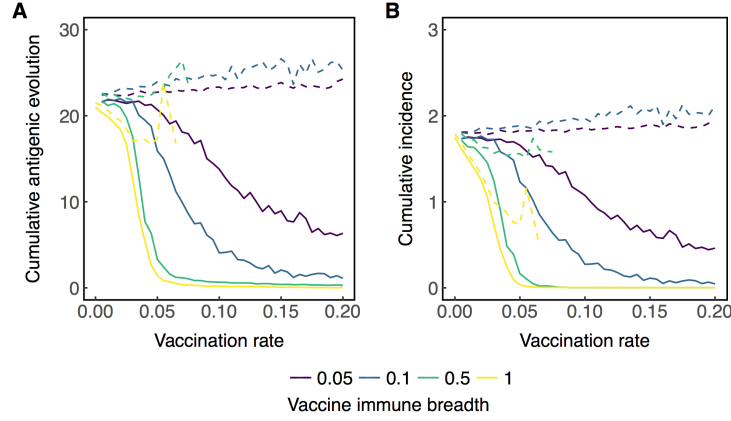 A
B
Cumulative antigenic evolution
30
20
10
0
0.00 0.05 0.10 0.15 0.20
Vaccination rate
Cumulative incidence
3
2
1
0
0.00 0.05 0.10 0.15 0.20
Vaccination rate
0.05 0.1 0.5 1
Vaccine immune breadth